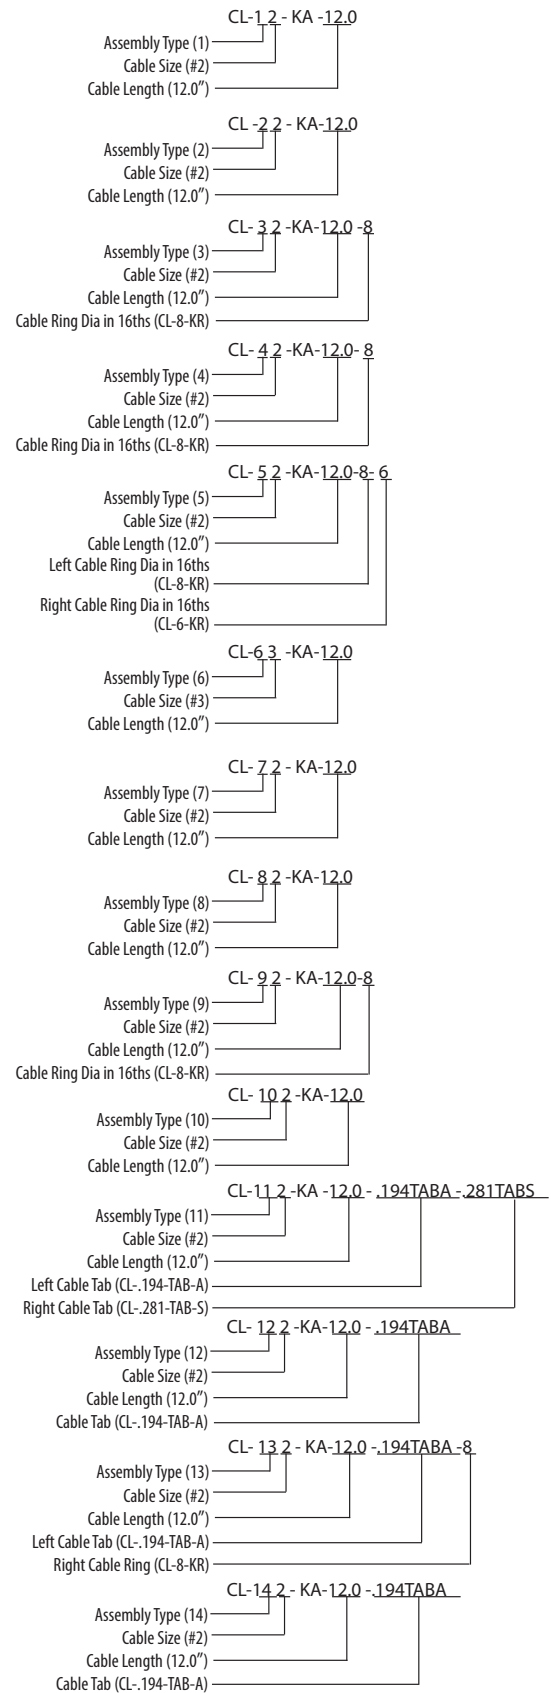 CL-1 2 - KA -12.0
Assembly Type (1)
Cable Size (#2)
Cable Length (12.0")
CL -2 2 - KA-12.0
Assembly Type (2)
Cable Size (#2)
Cable Length (12.0")
CL- 3 2 -KA-12.0 -8
Assembly Type (3)
Cable Size (#2)
Cable Length (12.0")
Cable Ring Dia in 16ths (CL-8-KR)
CL- 4 2 -KA-12.0- 8
Assembly Type (4)
Cable Size (#2)
Cable Length (12.0")
Cable Ring Dia in 16ths (CL-8-KR)
CL- 5 2 -KA-12.0-8- 6
Assembly Type (5)
Cable Size (#2)
Cable Length (12.0")
Left Cable Ring Dia in 16ths
(CL-8-KR)
Right Cable Ring Dia in 16ths
(CL-6-KR)
CL-6 3 -KA-12.0
Assembly Type (6)
Cable Size (#3)
Cable Length (12.0")
CL- 7 2 - KA-12.0
Assembly Type (7)
Cable Size (#2)
Cable Length (12.0")
CL- 8 2 -KA-12.0
Assembly Type (8)
Cable Size (#2)
Cable Length (12.0")
CL- 9 2 - KA-12.0-8
Assembly Type (9)
Cable Size (#2)
Cable Length (12.0")
Cable Ring Dia in 16ths (CL-8-KR)
CL- 10 2 -KA-12.0
Assembly Type (10)
Cable Size (#2)
Cable Length (12.0")
CL-11 2 -KA -12.0 - .194TABA -.281TABS
Assembly Type (11)
Cable Size (#2)
Cable Length (12.0")
Left Cable Tab (CL-.194-TAB-A)
Right Cable Tab (CL-.281-TAB-S)
CL- 12 2 -KA-12.0 - .194TABA
Assembly Type (12)
Cable Size (#2)
Cable Length (12.0")
Cable Tab (CL-.194-TAB-A)
CL- 13 2 - KA-12.0 -.194TABA -8
Assembly Type (13)
Cable Size (#2)
Cable Length (12.0")
Left Cable Tab (CL-.194-TAB-A)
Right Cable Ring (CL-8-KR)
CL-14 2 - KA-12.0 -.194TABA
Assembly Type (14)
Cable Size (#2)
Cable Length (12.0")
Cable Tab (CL-.194-TAB-A)